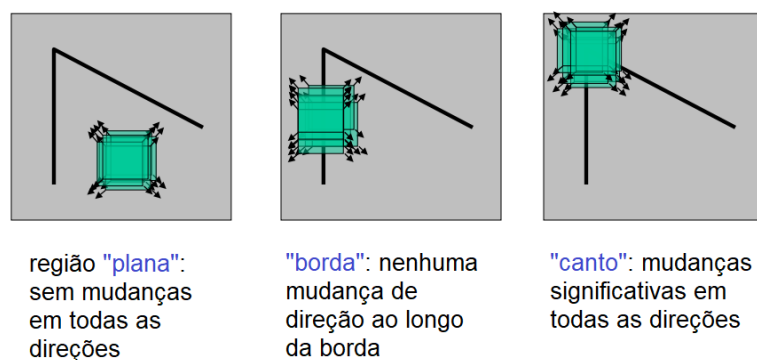 região "plana":
sem mudanças
em todas as
direções
"borda": nenhuma
mudança de
direção ao longo
da borda
"canto": mudanças
significativas em
todas as direções